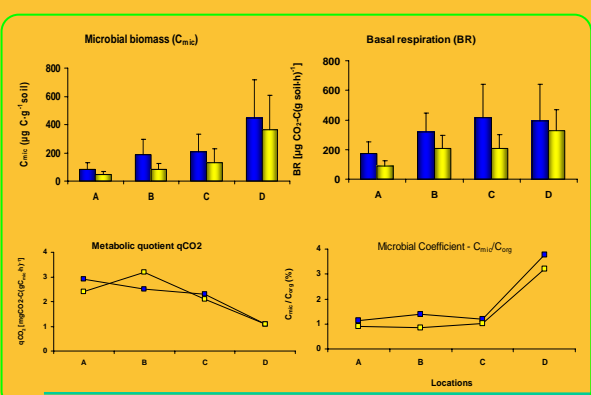 Microbial biomass (Cmic)
Cmic (µg C·g-1 soil)
800
600
400
200
0
A B C D
Basal respiration (BR)
BR [µg CO2-C(g soil·h)-1]
800
600
400
200
0
A B C D
Metabolic quotient qCO2
qCO2 [mgCO2-C(gCmic h)-1]
4
3
2
1
0
A B C D
Microbial Coefficient - Cmic/Corg
Cmic / Corg (%)
4
3
2
1
0
A B C D
Locations